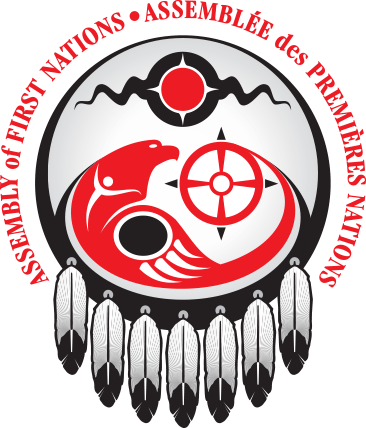 ASSEMBLY of FIRST NATIONS • ASSEMBLÉE des PREMIÈRES NATIONS